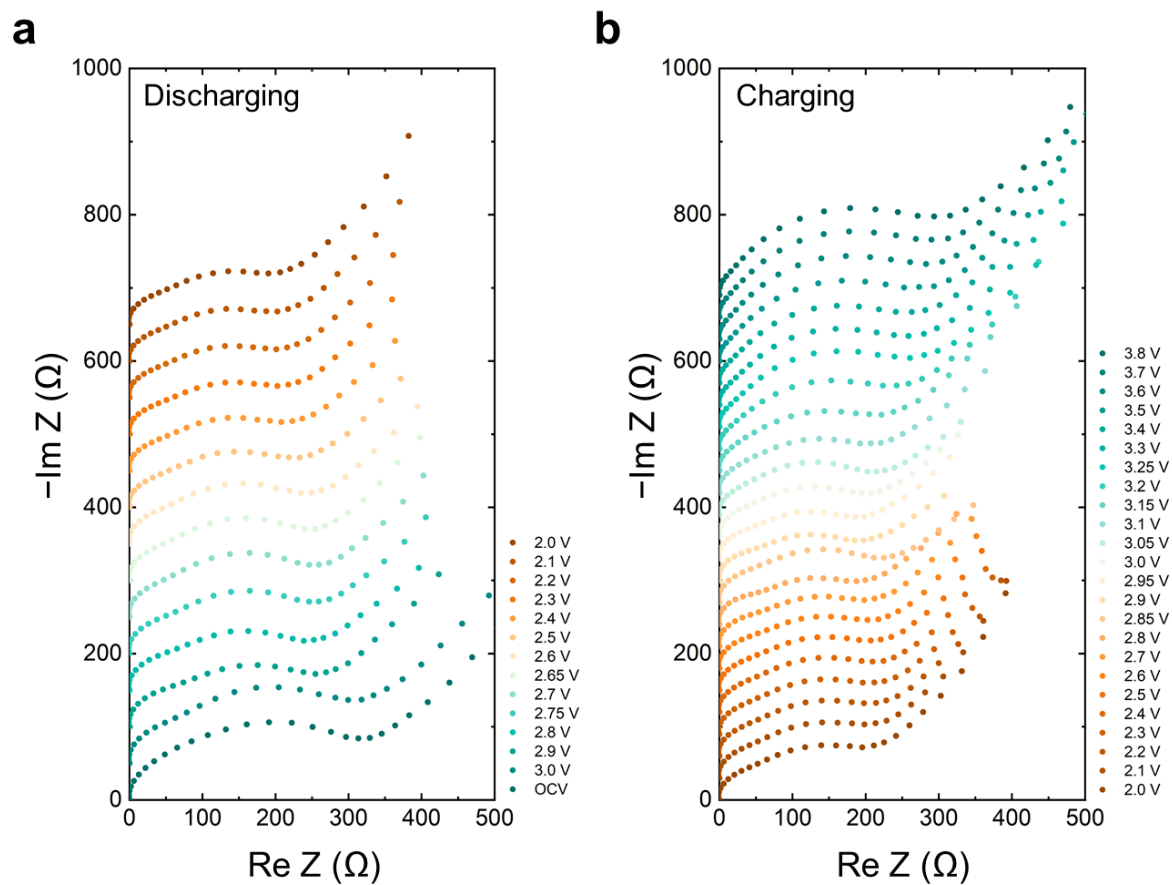 a
Discharging
1000
800
600
400
200
0
−Im Z (Ω)
0
100
200
300
400
500
Re Z (Ω)
2.0 V
2.1 V
2.2 V
2.3 V
2.4 V
2.5 V
2.6 V
2.65 V
2.7 V
2.75 V
2.8 V
2.9 V
3.0 V
OCV
b
Charging
1000
800
600
400
200
0
−Im Z (Ω)
0
100
200
300
400
500
Re Z (Ω)
3.8 V
3.7 V
3.6 V
3.5 V
3.4 V
3.3 V
3.25 V
3.2 V
3.15 V
3.1 V
3.05 V
3.0 V
2.95 V
2.9 V
2.85 V
2.8 V
2.7 V
2.6 V
2.5 V
2.4 V
2.3 V
2.2 V
2.1 V
2.0 V